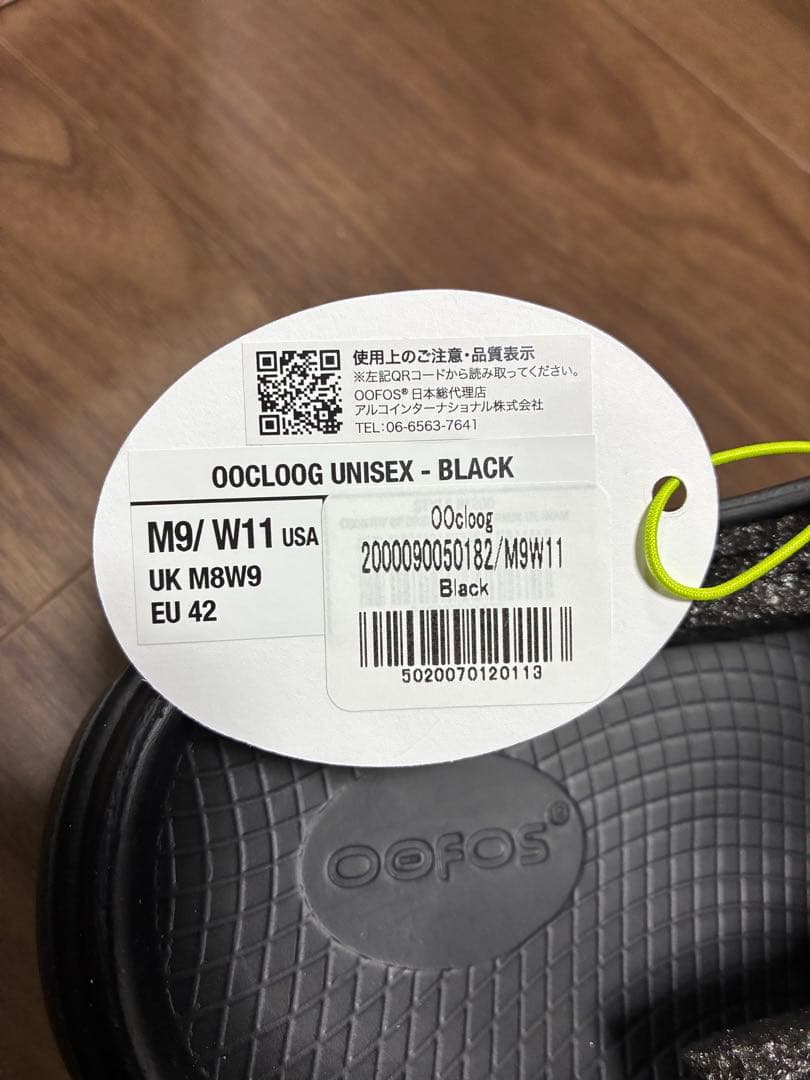 使用上のご注意・品質表示
※左記QRコードから読み取ってください。
OOFOS® 日本総代理店
アルコインターナショナル株式会社
TEL:06-6563-7641
OOCLOOG UNISEX - BLACK
M9/ W11 USA
UK M8W9
EU 42
OOcloog
2000090050182/M9W11
Black
5020070120113
OOFOS®